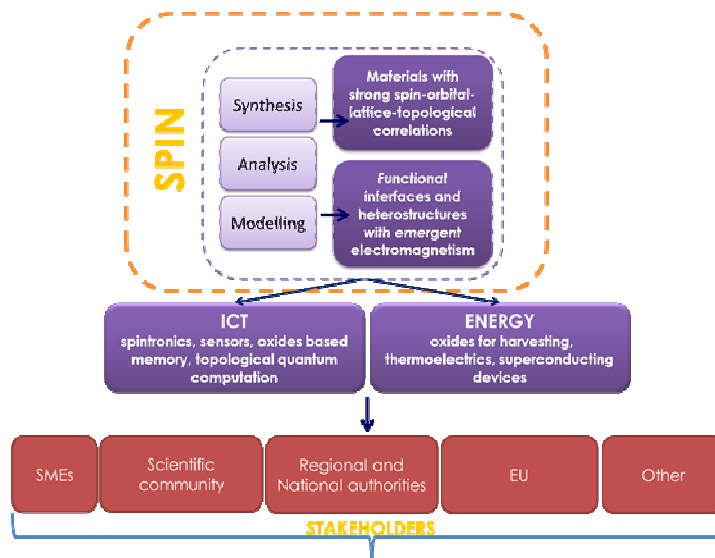 SPIN
Synthesis
Analysis
Modelling
Materials with
strong spin-orbital-
lattice-topological
correlations
Functional
interfaces and
heterostructures
with emergent
electromagnetism
ICT
spintronics, sensors, oxides based
memory, topological quantum
computation
ENERGY
oxides for harvesting,
thermoelectrics, superconducting
devices
SMEs
Scientific
community
Regional and
National authorities
EU
Other
STAKEHOLDERS